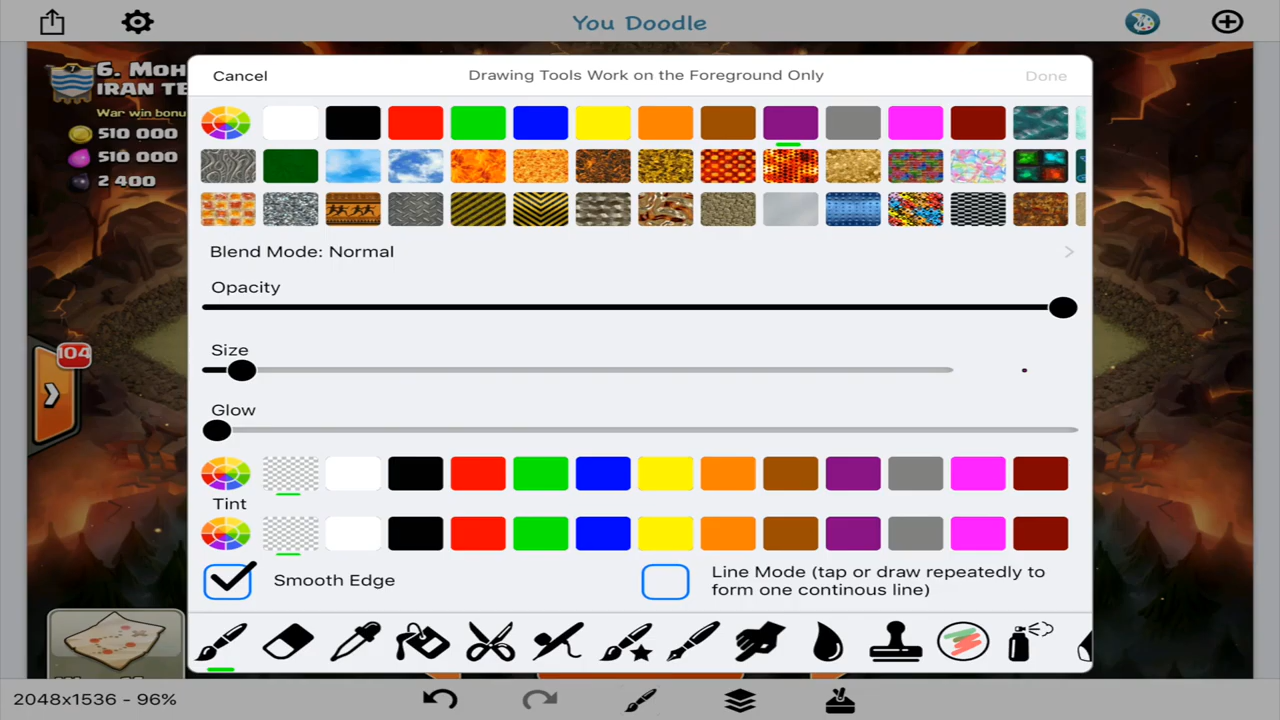 You Doodle
6. MOH
IRAN TE
War win bonu
510 000
510 000
2 400
104
Cancel
Drawing Tools Work on the Foreground Only
Done
Blend Mode: Normal
Opacity
Size
Glow
Tint
Smooth Edge
Line Mode (tap or draw repeatedly to
form one continous line)
2048x1536 - 96%